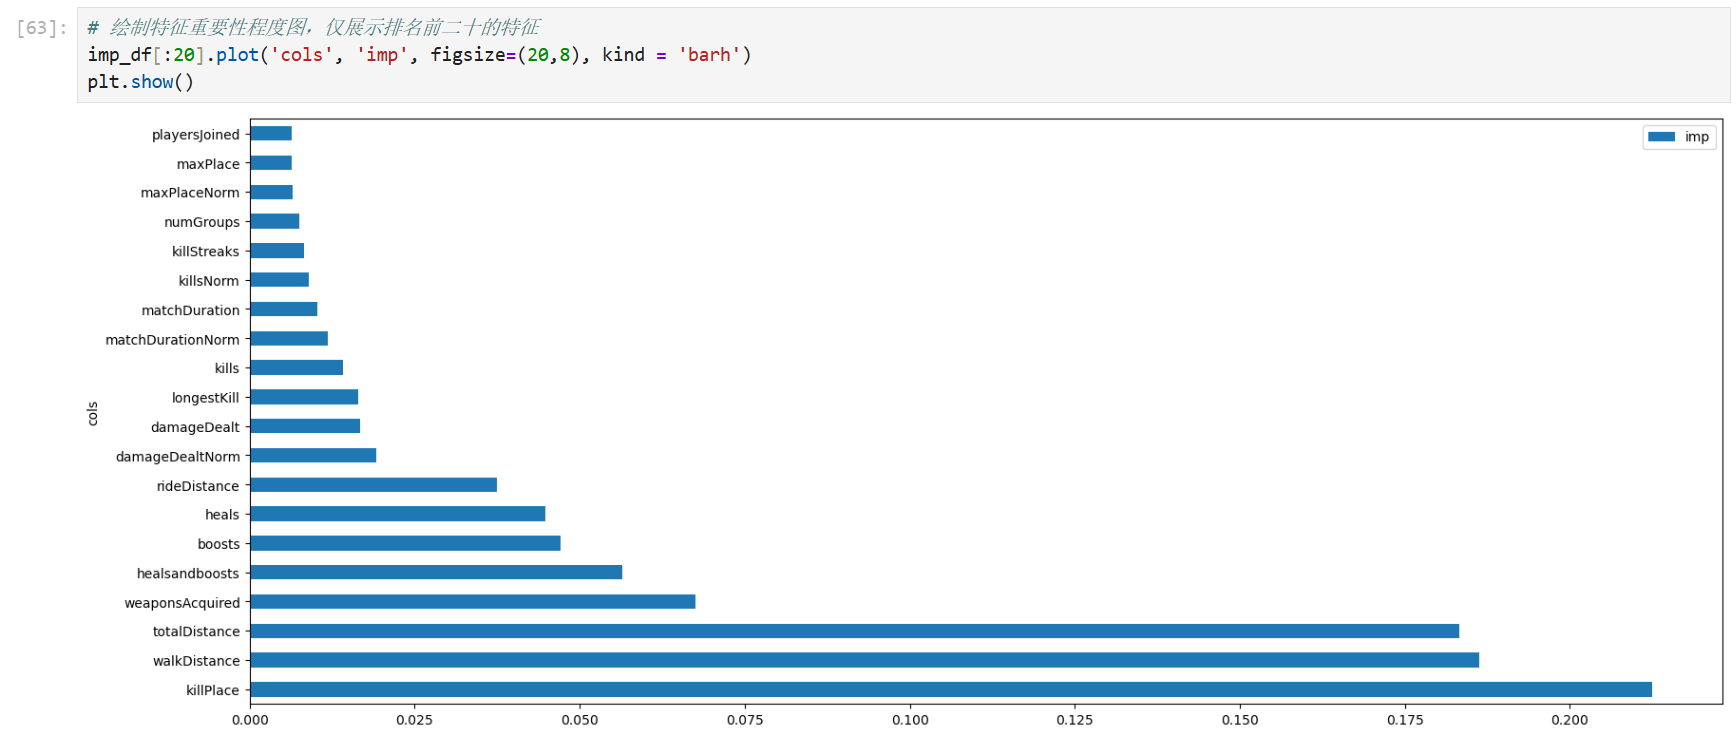 [63]:
# 绘制特征重要性程度图，仅展示排名前二十的特征
imp_df[:20].plot('cols', 'imp', figsize=(20,8), kind = 'barh')
plt.show()
imp
playersJoined
maxPlace
maxPlaceNorm
numGroups
killStreaks
killsNorm
matchDuration
matchDurationNorm
kills
longestKill
damageDealt
damageDealtNorm
rideDistance
heals
boosts
healsandboosts
weaponsAcquired
totalDistance
walkDistance
killPlace
cols
0.000 0.025 0.050 0.075 0.100 0.125 0.150 0.175 0.200